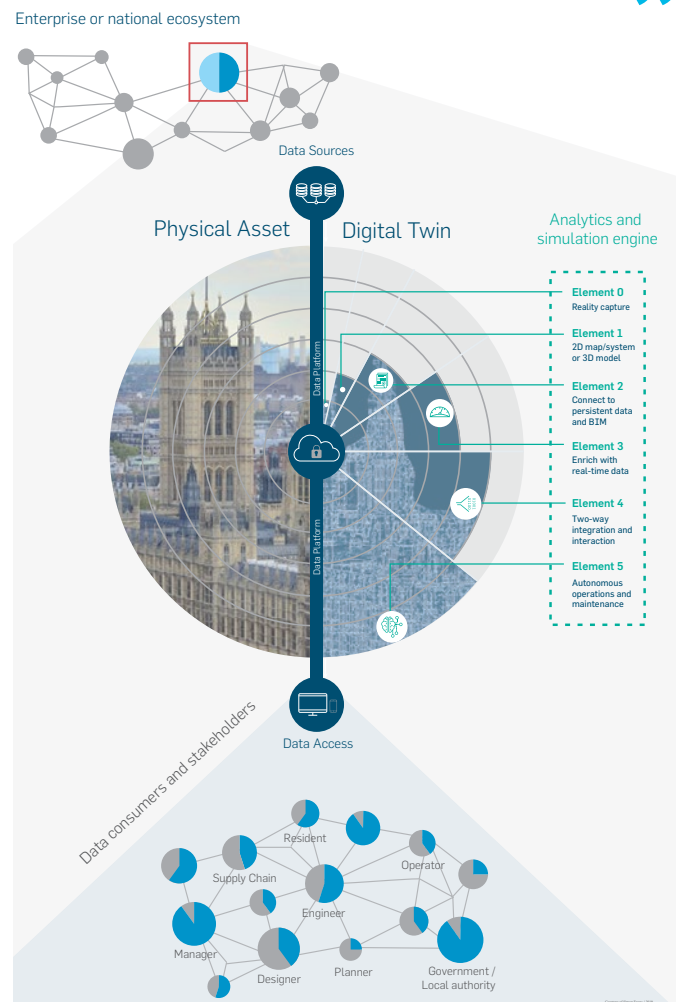 Enterprise or national ecosystem
Data Sources
Physical Asset
Digital Twin
Analytics and
simulation engine
Data Platform
Element 0
Reality capture
Element 1
2D map/system
or 3D model
Element 2
Connect to
persistent data
and BIM
Element 3
Enrich with
real-time data
Element 4
Two-way
integration and
interaction
Data Platform
Element 5
Autonomous
operations and
maintenance
Data Access
Data consumers and stakeholders
Resident
Operator
Supply Chain
Engineer
Manager
Designer
Planner
Government /
Local authority